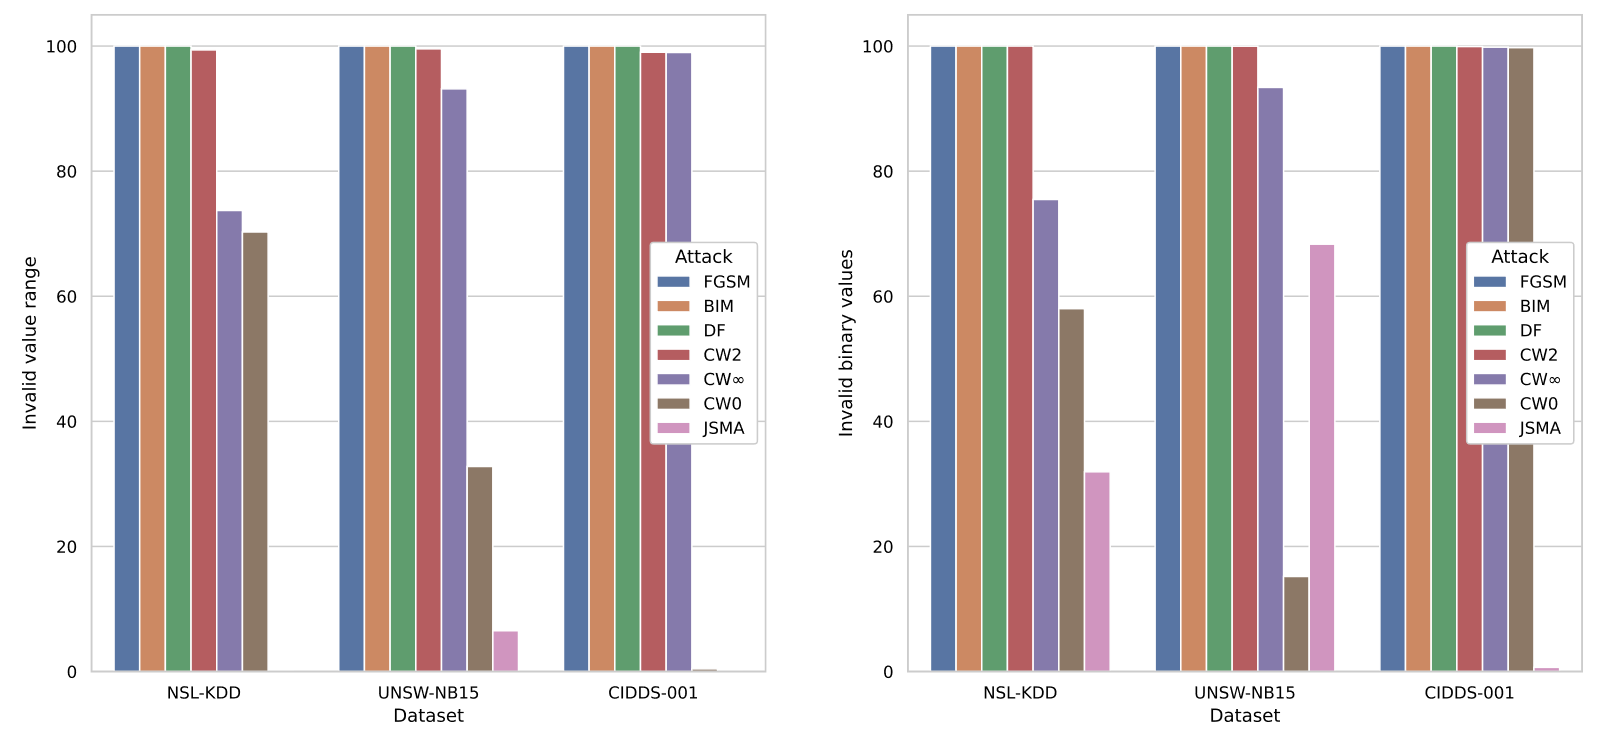 Invalid value range
100
80
60
40
20
0
NSL-KDD
UNSW-NB15
CIDDS-001
Dataset
Attack
FGSM
BIM
DF
CW2
CW∞
CW0
JSMA
Invalid binary values
100
80
60
40
20
0
NSL-KDD
UNSW-NB15
CIDDS-001
Dataset
Attack
FGSM
BIM
DF
CW2
CW∞
CW0
JSMA